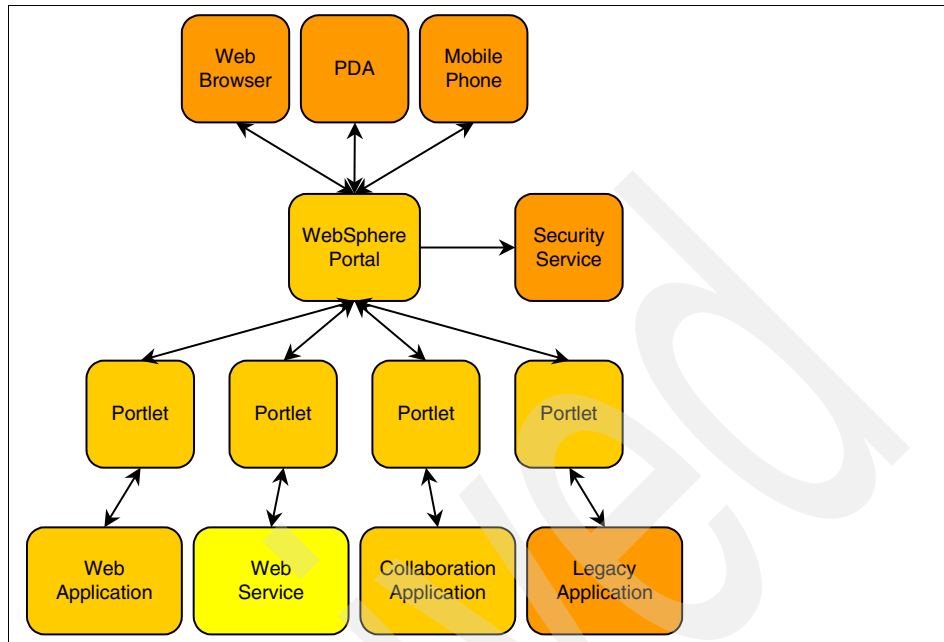 Web
Browser
PDA
Mobile
Phone
WebSphere
Portal
Security
Service
Portlet
Portlet
Portlet
Portlet
Web
Application
Web
Service
Collaboration
Application
Legacy
Application